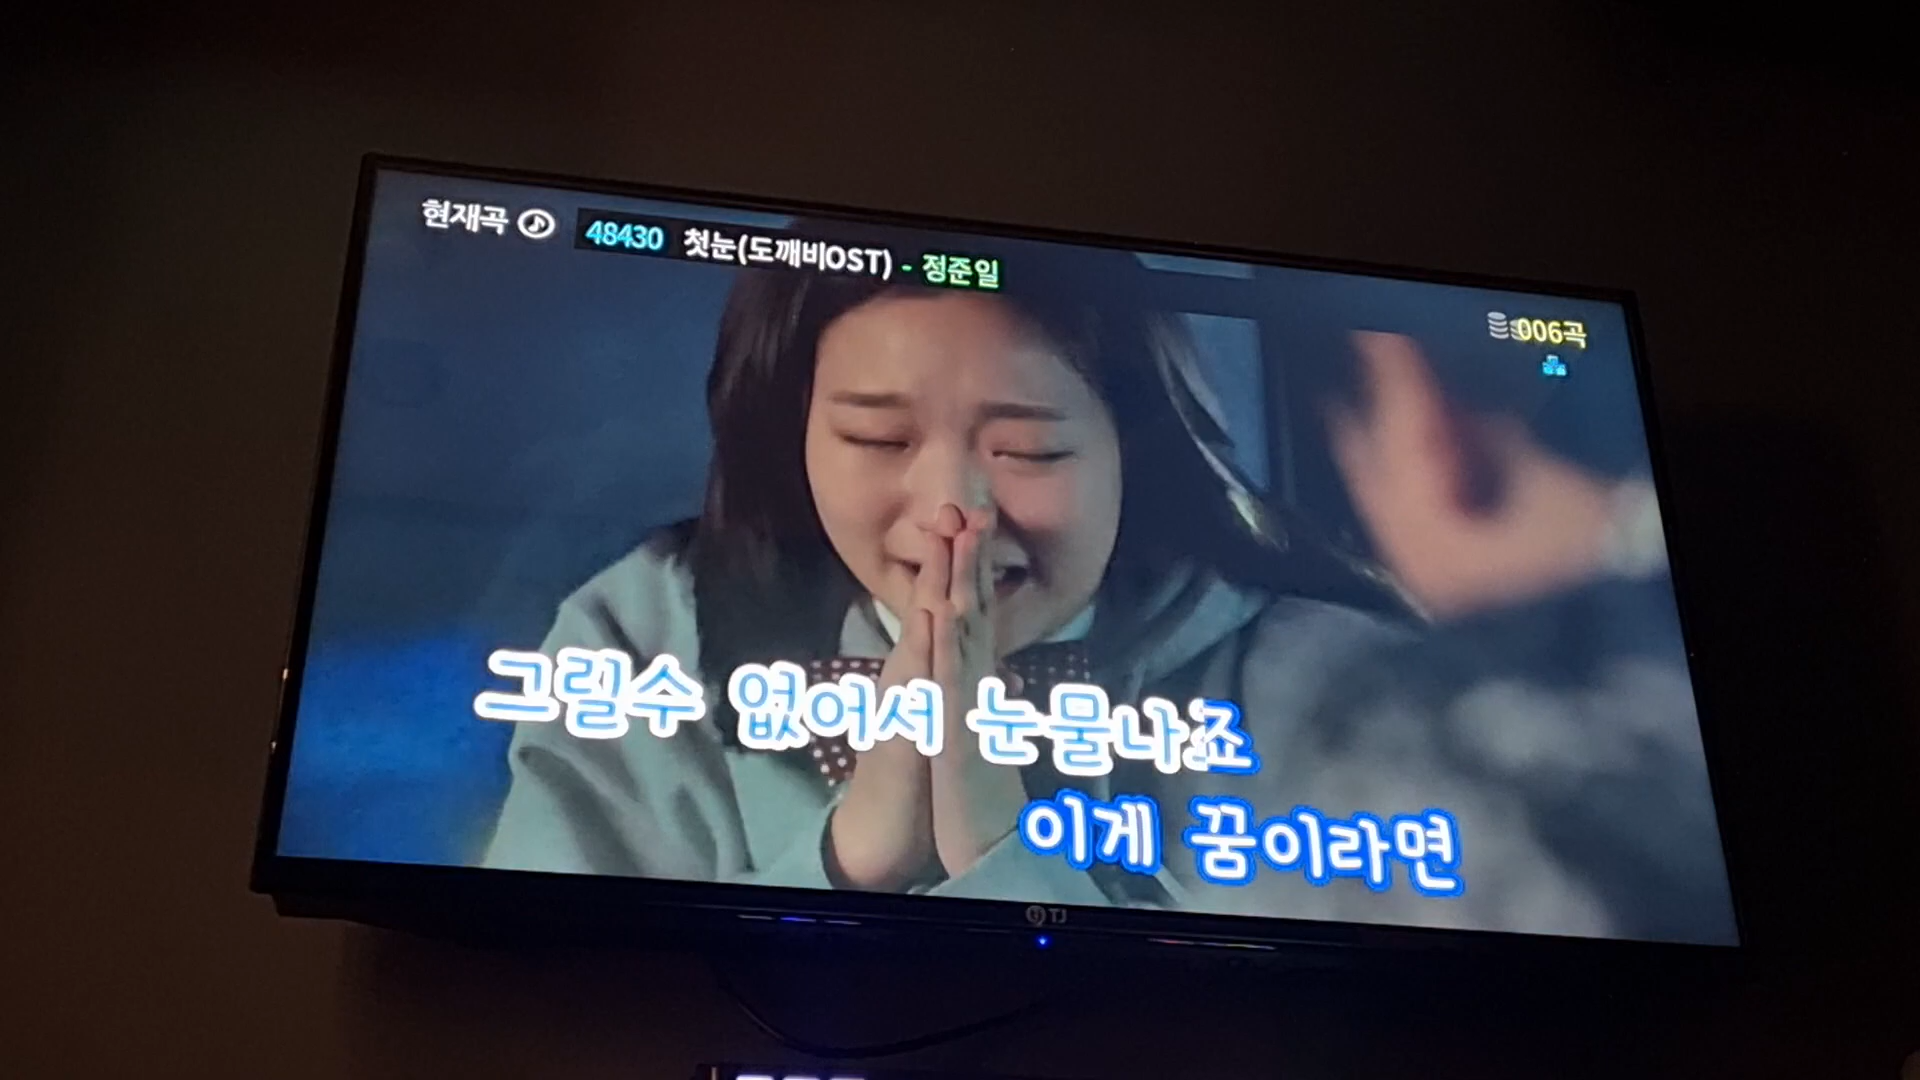 현재곡 48430 첫눈(도깨비OST) - 정준일
006곡
그럴수 없어서 눈물나죠
이게 꿈이라면
TJ